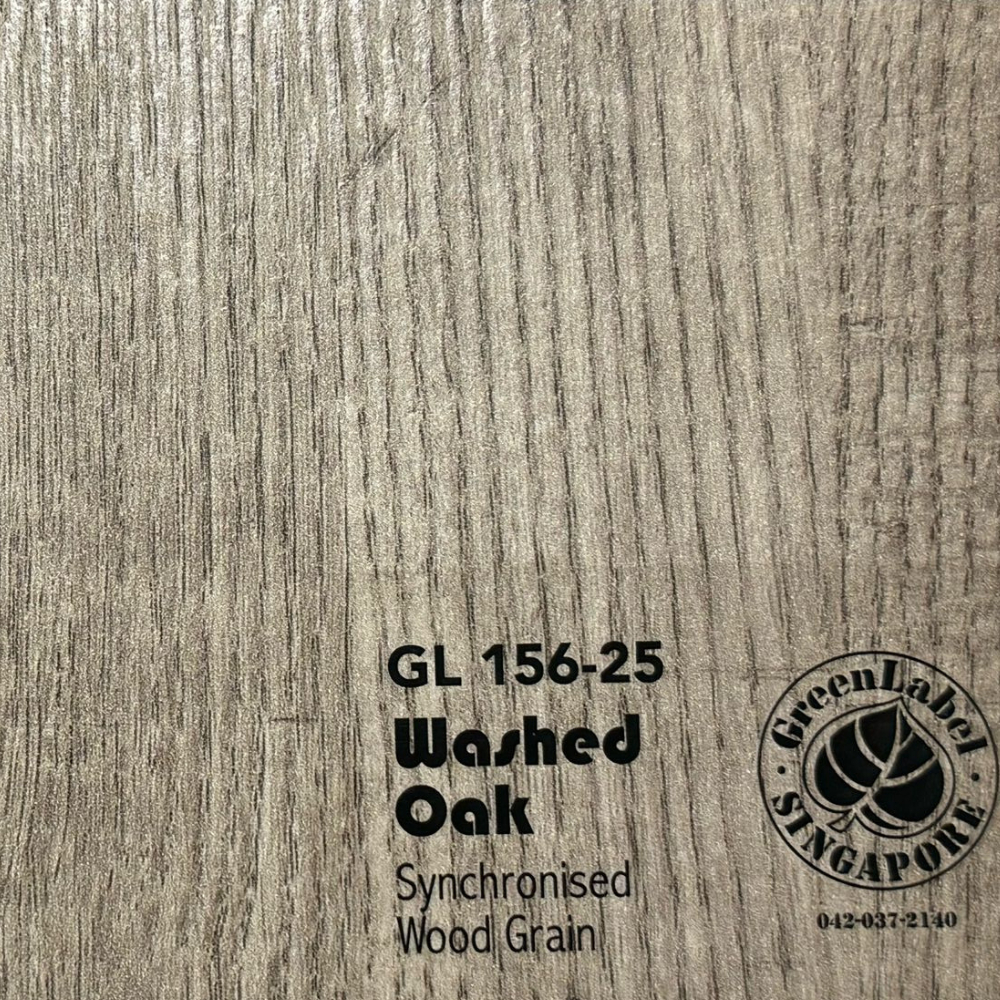 GL 156-25
Washed
Oak
Synchronised
Wood Grain
GreenLabel
SINGAPORE
042-037-2140